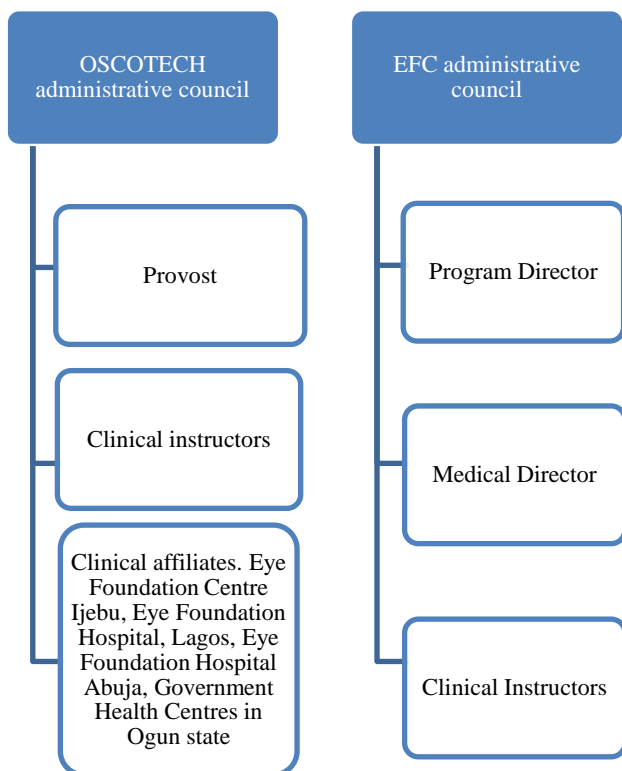 OSCOTECH
administrative council
Provost
Clinical instructors
Clinical affiliates. Eye
Foundation Centre
Ijebu, Eye Foundation
Hospital, Lagos, Eye
Foundation Hospital
Abuja, Government
Health Centres in
Ogun state
EFC administrative
council
Program Director
Medical Director
Clinical Instructors